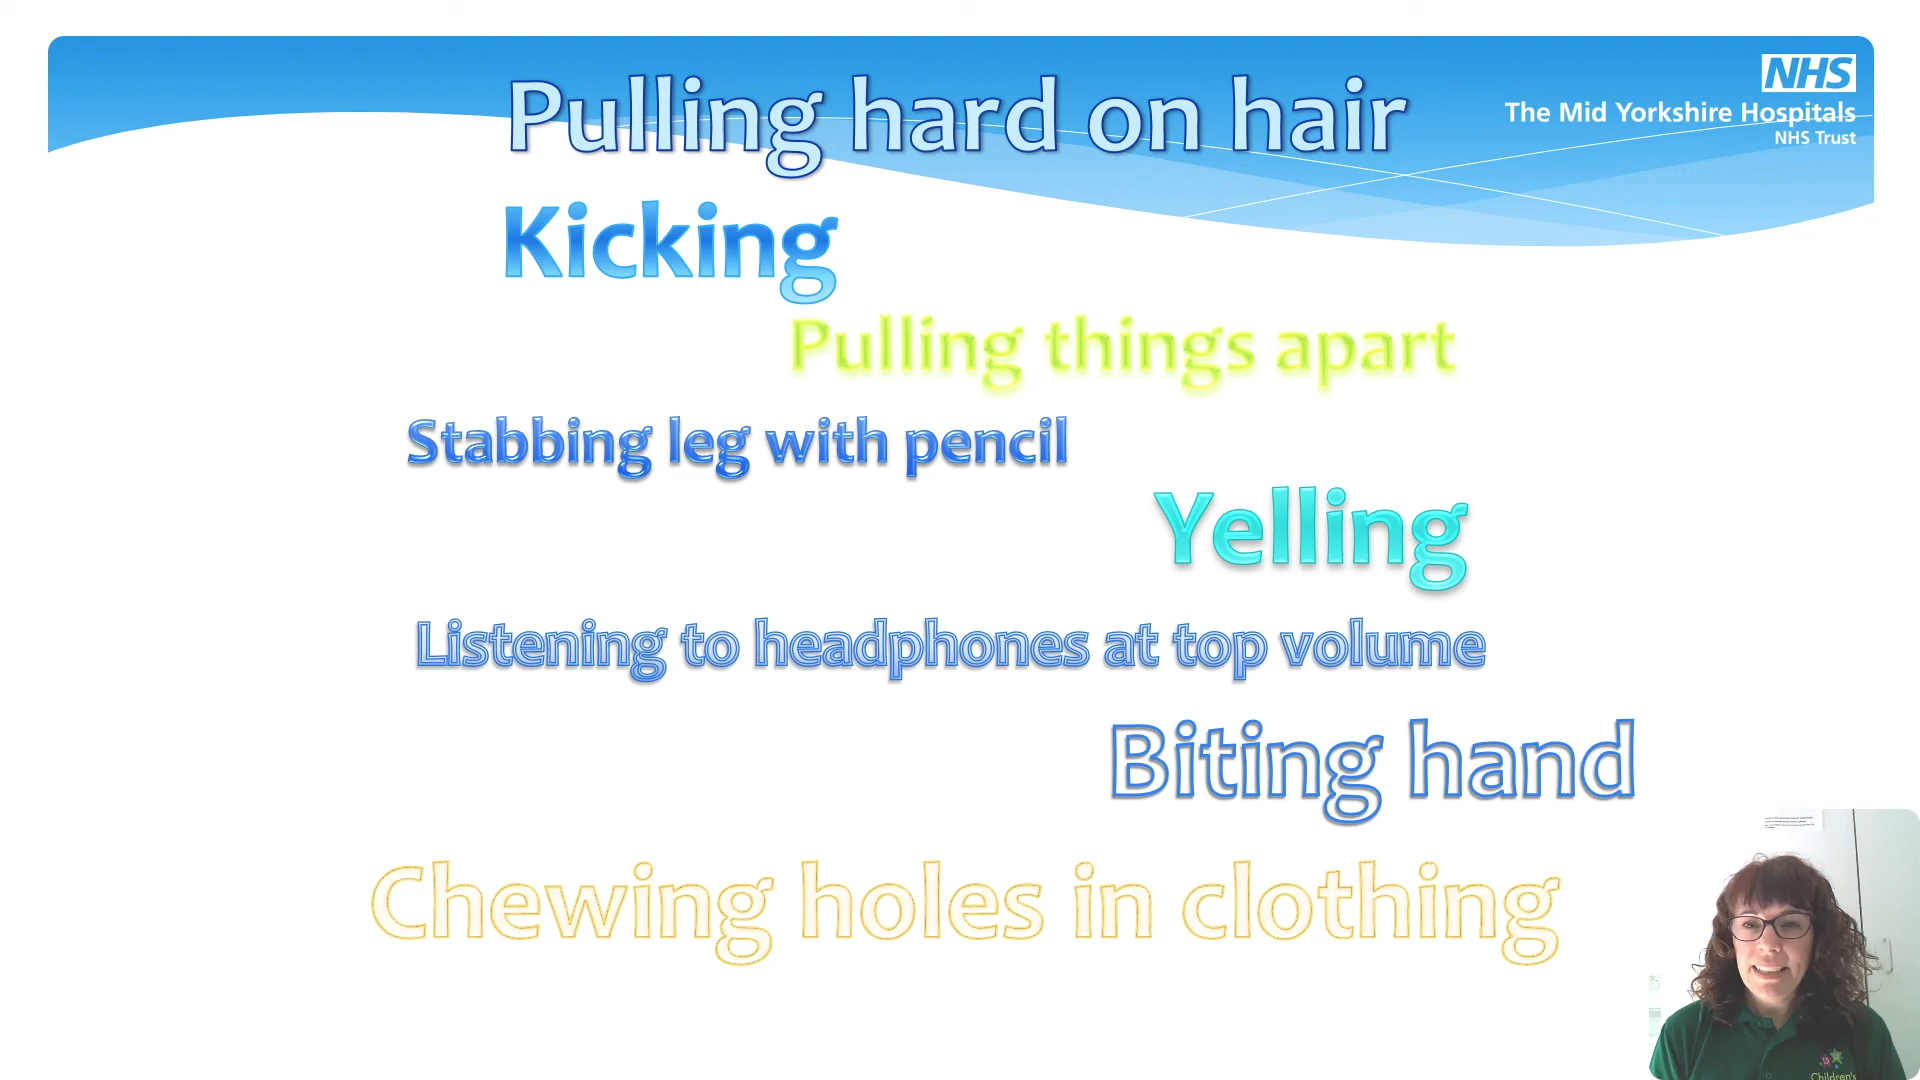 NHS
The Mid Yorkshire Hospitals
NHS Trust
Pulling hard on hair
Kicking
Pulling things apart
Stabbing leg with pencil
Yelling
Listening to headphones at top volume
Biting hand
Chewing holes in clothing
Children's